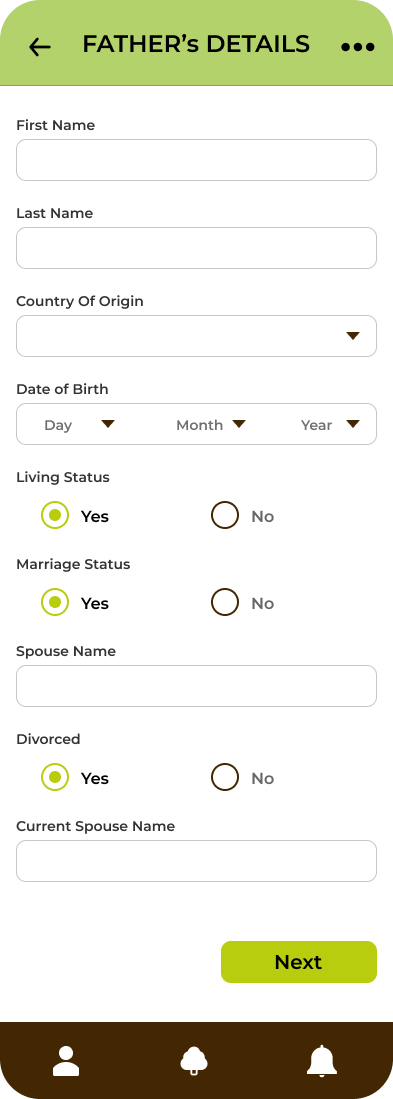 FATHER's DETAILS
First Name
Last Name
Country Of Origin
Date of Birth
Day Month Year
Living Status
Yes No
Marriage Status
Yes No
Spouse Name
Divorced
Yes No
Current Spouse Name
Next